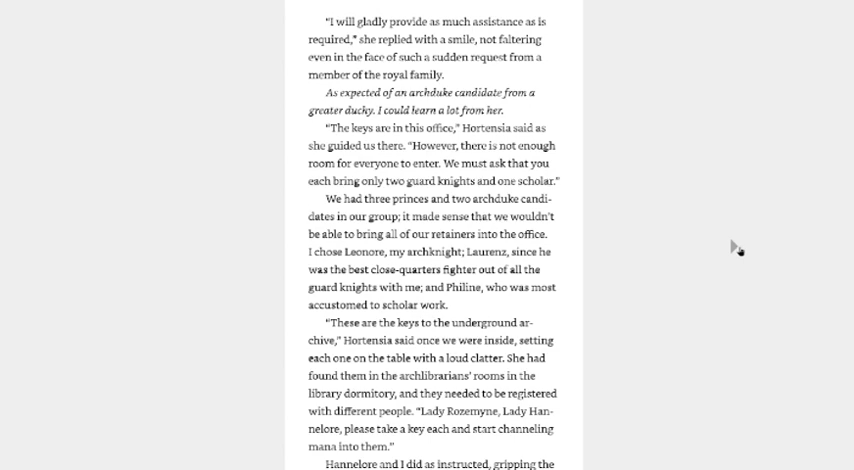 “I will gladly provide as much assistance as is
required,” she replied with a smile, not faltering
even in the face of such a sudden request from a
member of the royal family.
As expected of an archduke candidate from a
greater duchy. I could learn a lot from her.
“The keys are in this office,” Hortensia said as
she guided us there. “However, there is not enough
room for everyone to enter. We must ask that you
each bring only two guard knights and one scholar.”
We had three princes and two archduke candi-
dates in our group; it made sense that we wouldn’t
be able to bring all of our retainers into the office.
I chose Leonore, my archknight; Laurenz, since he
was the best close-quarters fighter out of all the
guard knights with me; and Philine, who was most
accustomed to scholar work.
“These are the keys to the underground ar-
chive,” Hortensia said once we were inside, setting
each one on the table with a loud clatter. She had
found them in the archlibrarians’ rooms in the
library dormitory, and they needed to be registered
with different people. “Lady Rozemyne, Lady Han-
nelore, please take a key each and start channeling
mana into them.”
Hannelore and I did as instructed, gripping the